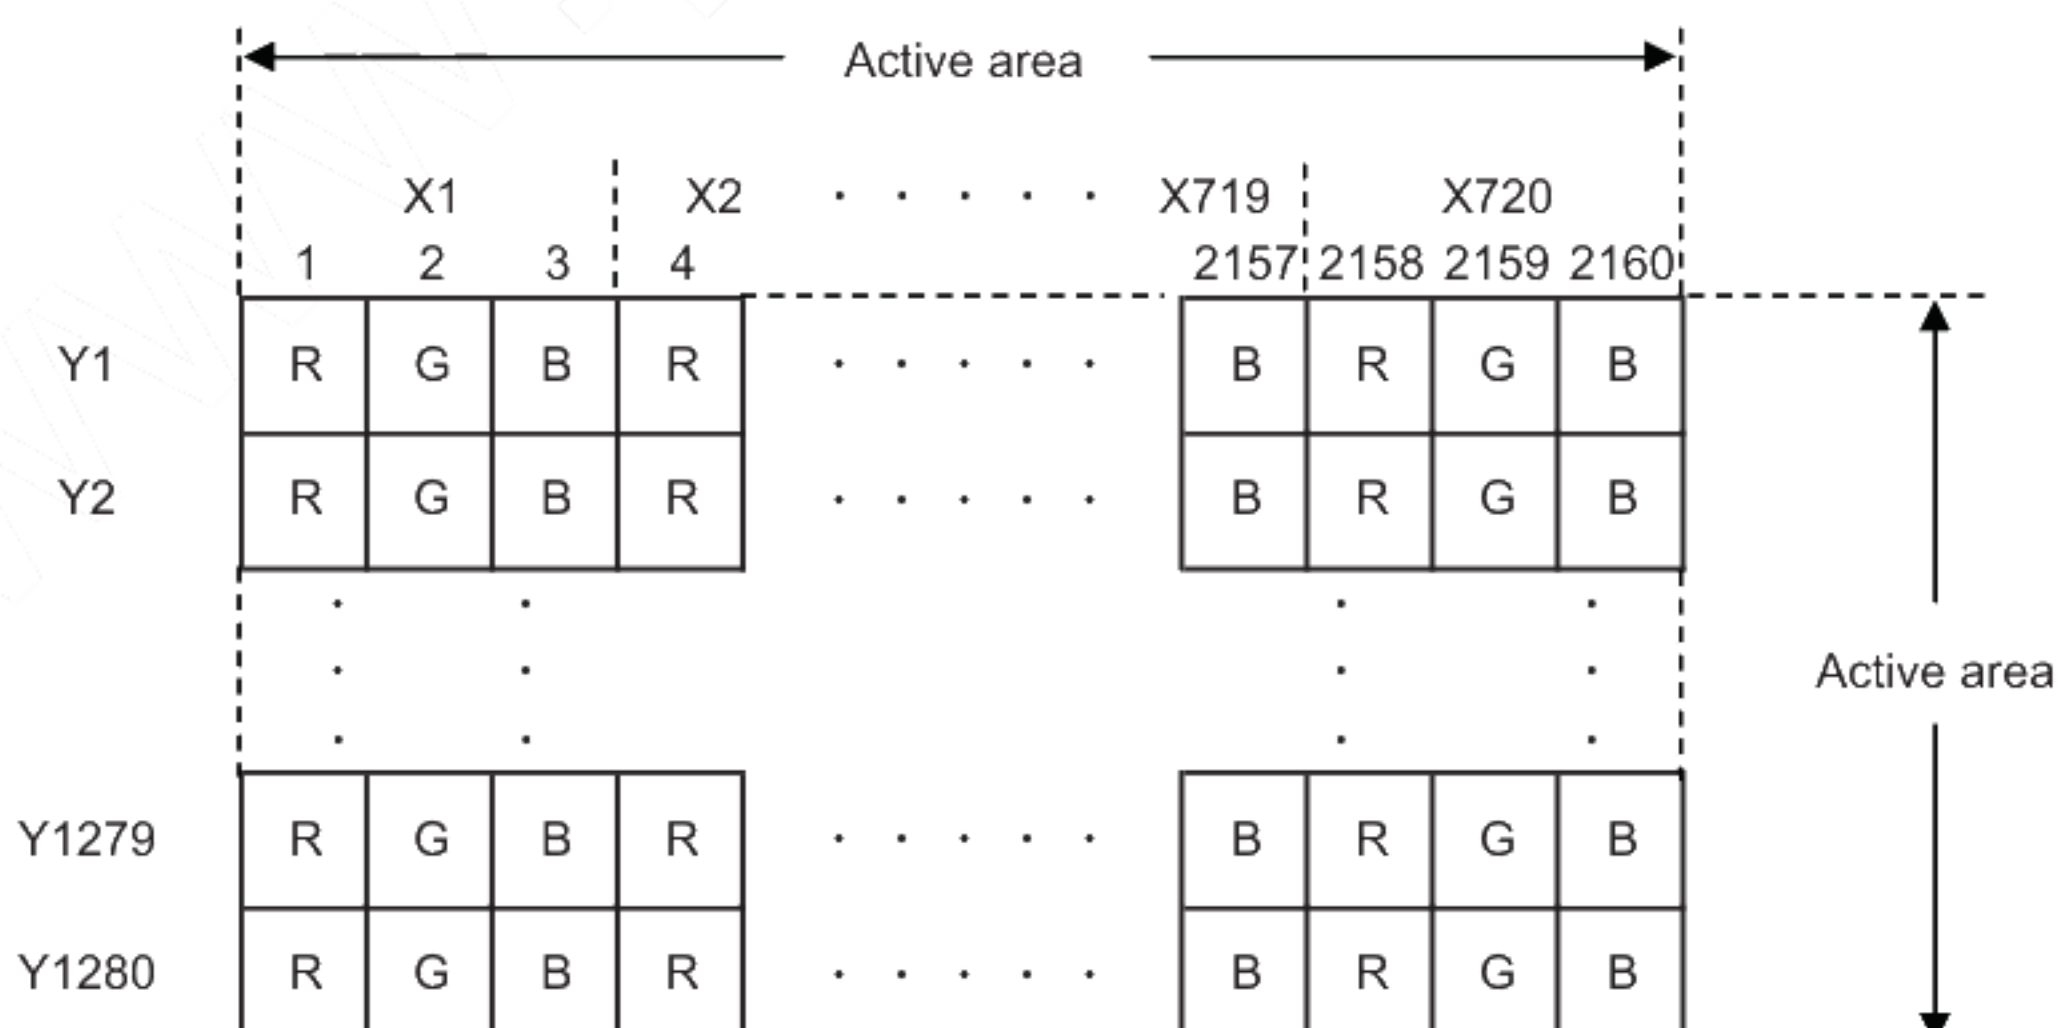 Active area
X1 X2 . . . . . X719 X720
1 2 3 4 2157 2158 2159 2160
Y1 R G B R . . . . . B R G B
Y2 R G B R . . . . . B R G B
Active area
Y1279 R G B R . . . . . B R G B
Y1280 R G B R . . . . . B R G B